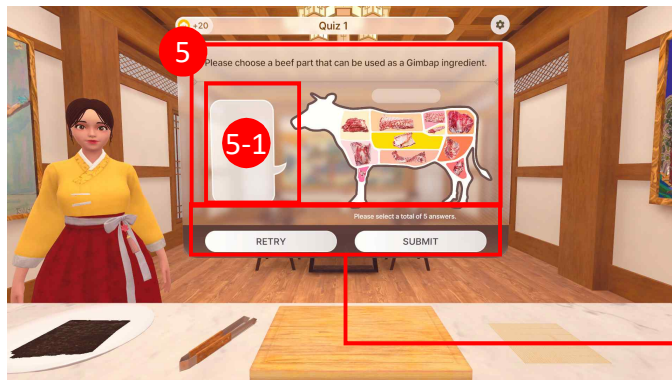 +20
Quiz 1
5
Please choose a beef part that can be used as a Gimbap ingredient.
5-1
Please select a total of 5 answers.
RETRY
SUBMIT